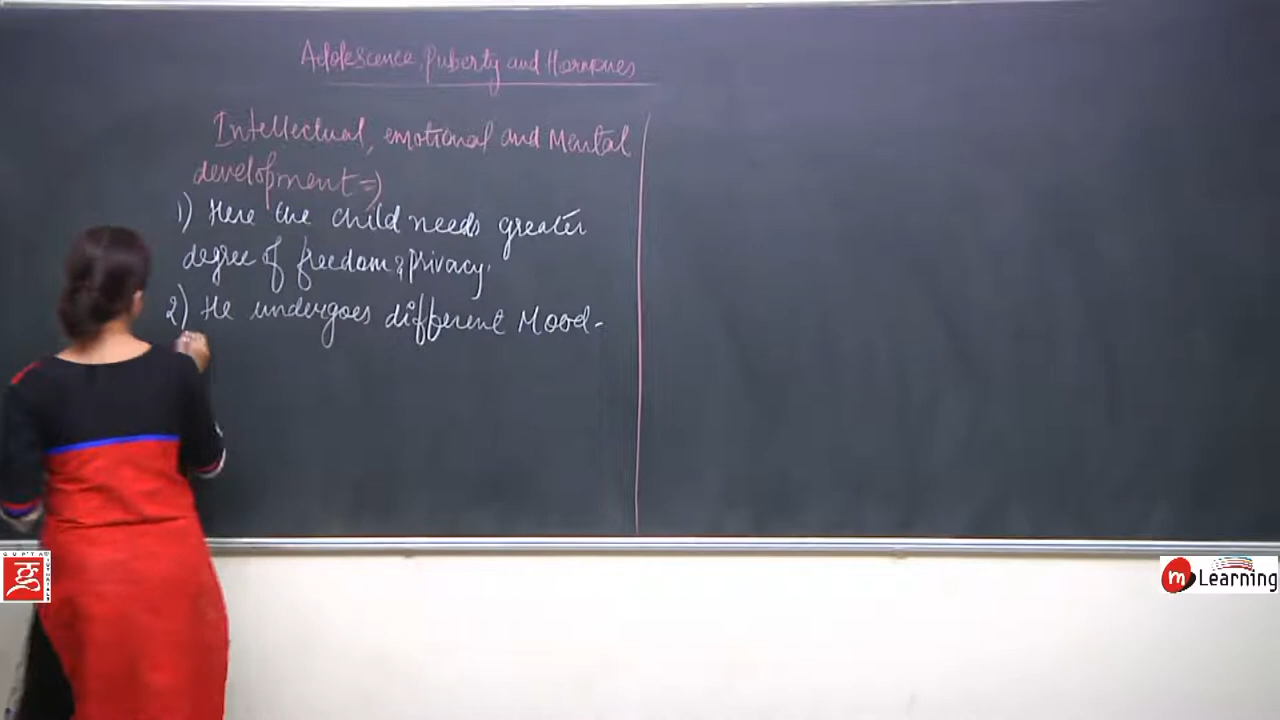 Adolescence, Puberty and Hormones
Intellectual, emotional and Mental
development =)
1) Here the child needs greater
degree of freedom & privacy.
2) He undergoes different Mood-
GUPTA
m Learning